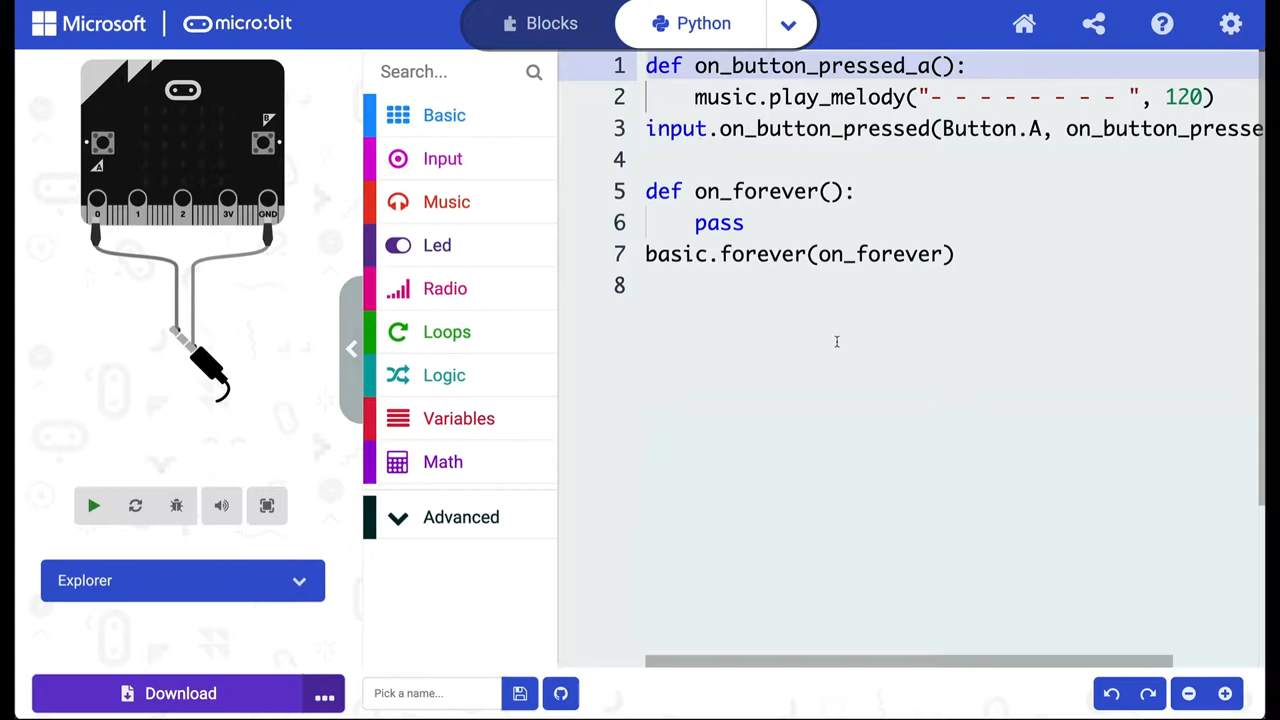 Microsoft
micro:bit
Blocks
Python
B
A
0 1 2 3V GND
Explorer
Download
Search...
Basic
Input
Music
Led
Radio
Loops
Logic
Variables
Math
Advanced
Pick a name...
1 def on_button_pressed_a():
2 music.play_melody("- - - - - - - - ", 120)
3 input.on_button_pressed(Button.A, on_button_presse
4
5 def on_forever():
6 pass
7 basic.forever(on_forever)
8